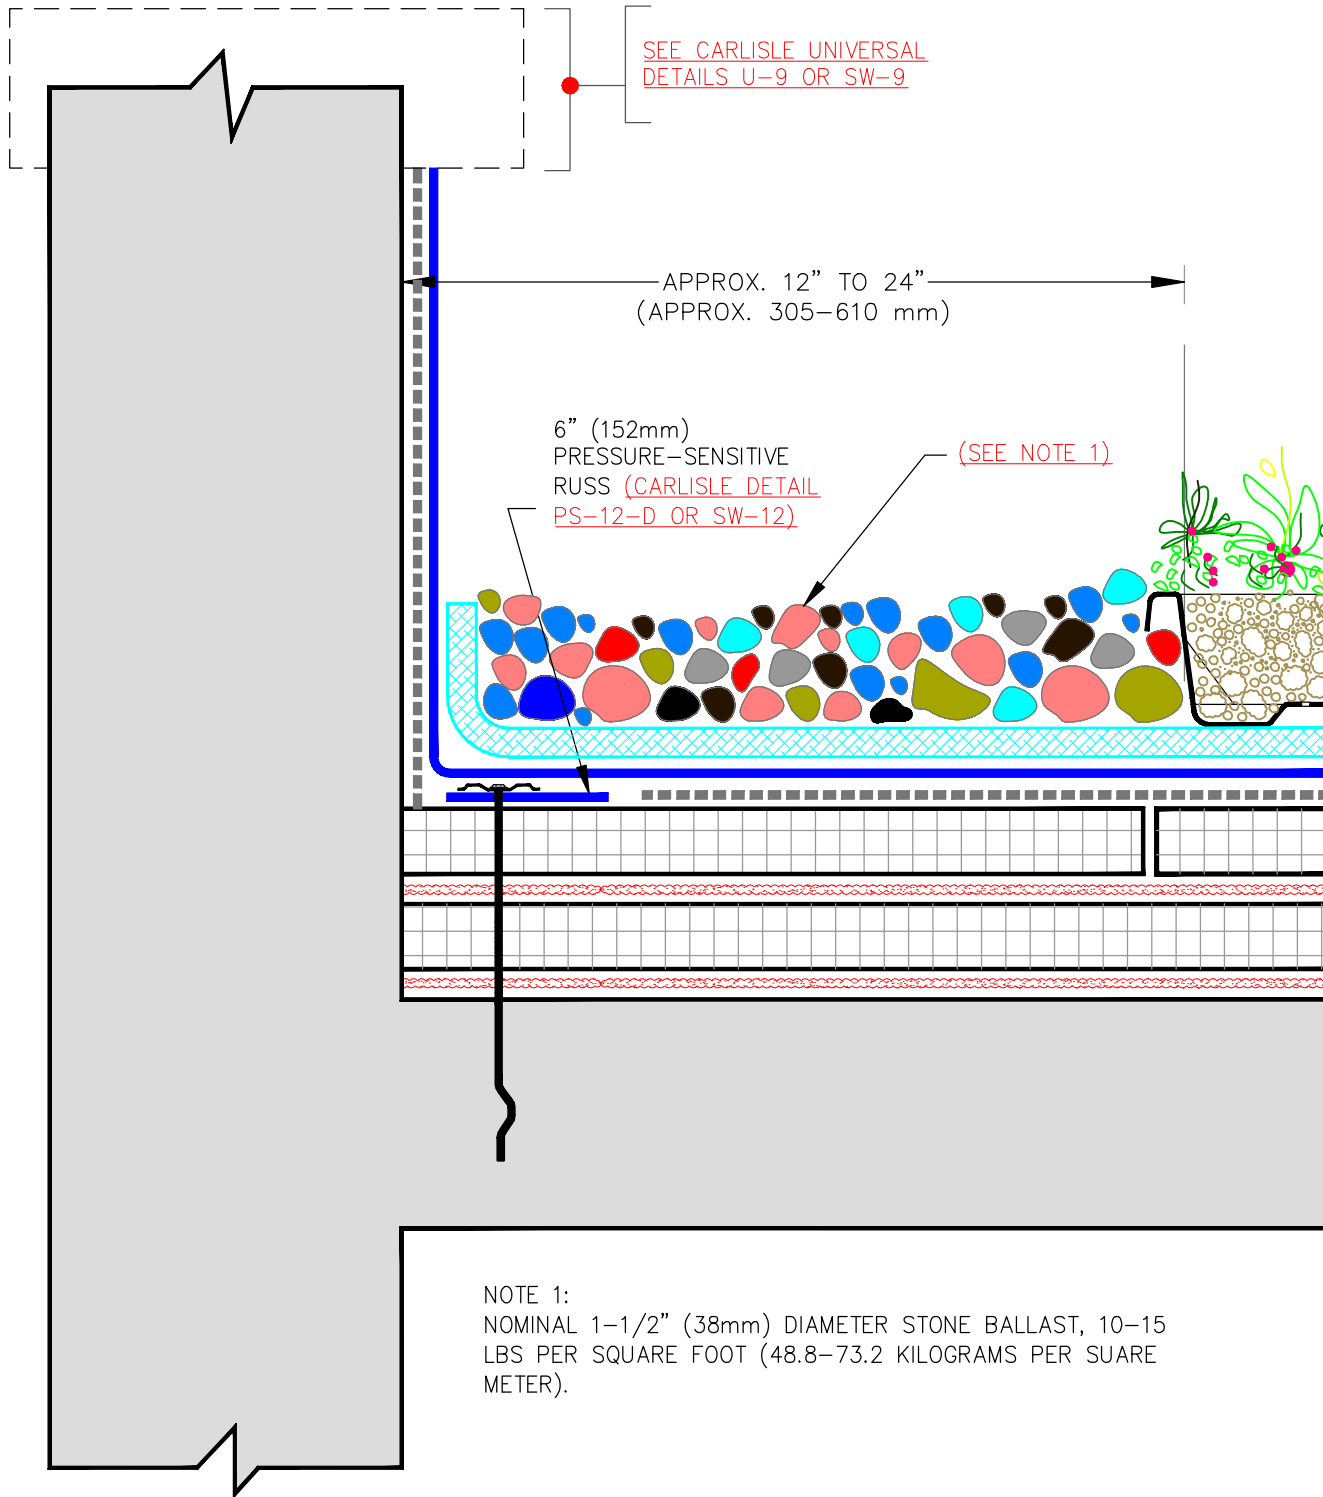 SEE CARLISLE UNIVERSAL
DETAILS U-9 OR SW-9
APPROX. 12” TO 24”
(APPROX. 305-610 mm)
6” (152mm)
PRESSURE-SENSITIVE
RUSS (CARLISLE DETAIL
PS-12-D OR SW-12)
(SEE NOTE 1)
NOTE 1:
NOMINAL 1-1/2” (38mm) DIAMETER STONE BALLAST, 10-15
LBS PER SQUARE FOOT (48.8-73.2 KILOGRAMS PER SUARE
METER).